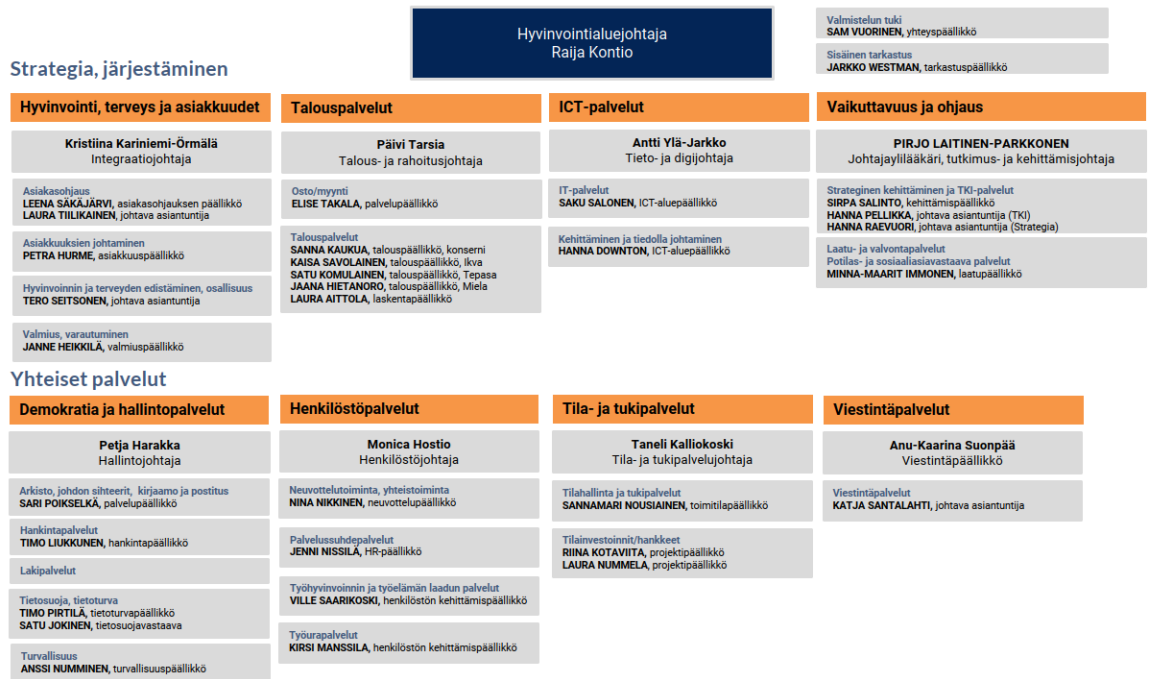 Hyvinvointialuejohtaja
Raija Kontio
Valmistelun tuki
SAM VUORINEN, yhteyspäällikkö
Sisäinen tarkastus
JARKKO WESTMAN, tarkastuspäällikkö
Strategia, järjestäminen
Hyvinvointi, terveys ja asiakkuudet
Kristiina Kariniemi-Örmälä
Integraatiojohtaja
Asiakasohjaus
LEENA SÄKÄJÄRVI, asiakasohjauksen päällikkö
LAURA TIILIKAINEN, johtava asiantuntija
Asiakkuuksien johtaminen
PETRA HURME, asiakkuuspäällikkö
Hyvinvoinnin ja terveyden edistäminen, osallisuus
TERO SEITSONEN, johtava asiantuntija
Valmius, varautuminen
JANNE HEIKKILÄ, valmiuspäällikkö
Talouspalvelut
Päivi Tarsia
Talous- ja rahoitusjohtaja
Osto/myynti
ELISE TAKALA, palvelupäällikkö
Talouspalvelut
SANNA KAUKUA, talouspäällikkö, konserni
KAISA SAVOLAINEN, talouspäällikkö, Ikva
SATU KOMULAINEN, talouspäällikkö, Tepasa
JAANA HIETANORO, talouspäällikkö, Miela
LAURA AITTOLA, laskentapäällikkö
ICT-palvelut
Antti Ylä-Jarkko
Tieto- ja digijohtaja
IT-palvelut
SAKU SALONEN, ICT-aluepäällikkö
Kehittäminen ja tiedolla johtaminen
HANNA DOWNTON, ICT-aluepäällikkö
Vaikuttavuus ja ohjaus
PIRJO LAITINEN-PARKKONEN
Johtajaylilääkäri, tutkimus- ja kehittämisjohtaja
Strateginen kehittäminen ja TKI-palvelut
SIRPA SALINTO, kehittämispäällikkö
HANNA PELLIKKA, johtava asiantuntija (TKI)
HANNA RAEVUORI, johtava asiantuntija (Strategia)
Laatu- ja valvontapalvelut
Potilas- ja sosiaaliasiavastaava palvelut
MINNA-MAARIT IMMONEN, laatupäällikkö
Yhteiset palvelut
Demokratia ja hallintopalvelut
Petja Harakka
Hallintojohtaja
Arkisto, johdon sihteerit, kirjaamo ja postitus
SARI POIKSELKÄ, palvelupäällikkö
Hankintapalvelut
TIMO LIUKKUNEN, hankintapäällikkö
Lakipalvelut
Tietosuoja, tietoturva
TIMO PIRTILÄ, tietoturvapäällikkö
SATU JOKINEN, tietosuojavastaava
Turvallisuus
ANSSI NUMMINEN, turvallisuuspäällikkö
Henkilöstöpalvelut
Monica Hostio
Henkilöstöjohtaja
Neuvottelutoiminta, yhteistoiminta
NINA NIKKINEN, neuvottelupäällikkö
Palvelussuhdepalvelut
JENNI NISSILÄ, HR-päällikkö
Työhyvinvoinnin ja työelämän laadun palvelut
VILLE SAARIKOSKI, henkilöstön kehittämispäällikkö
Työurapalvelut
KIRSI MANSSILA, henkilöstön kehittämispäällikkö
Tila- ja tukipalvelut
Taneli Kalliokoski
Tila- ja tukipalvelujohtaja
Tilahallinta ja tukipalvelut
SANNAMARI NOUSIAINEN, toimitilapäällikkö
Tilainvestoinnit/hankkeet
RIINA KOTAVIITA, projektipäällikkö
LAURA NUMMELA, projektipäällikkö
Viestintäpalvelut
Anu-Kaarina Suonpää
Viestintäpäällikkö
Viestintäpalvelut
KATJA SANTALAHTI, johtava asiantuntija